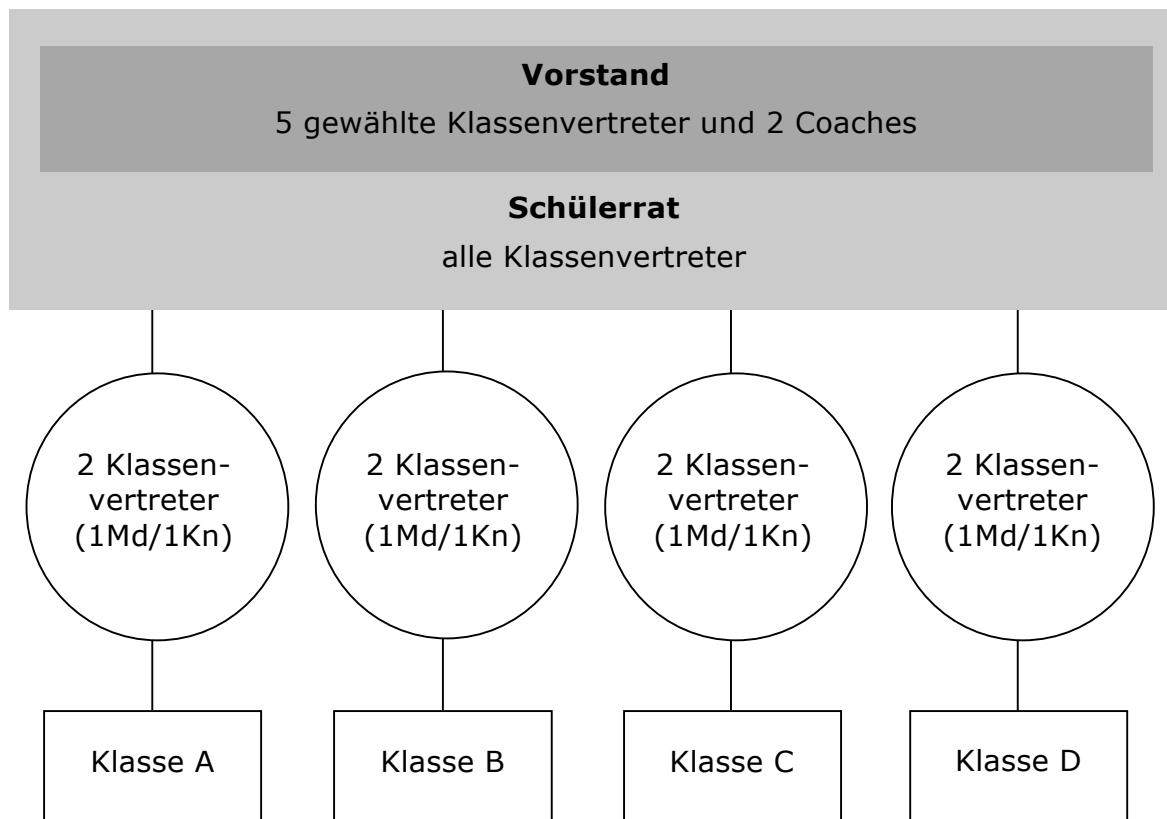 Vorstand
5 gewählte Klassenvertreter und 2 Coaches
Schülerrat
alle Klassenvertreter
2 Klassen-
vertreter
(1Md/1Kn)
2 Klassen-
vertreter
(1Md/1Kn)
2 Klassen-
vertreter
(1Md/1Kn)
2 Klassen-
vertreter
(1Md/1Kn)
Klasse A
Klasse B
Klasse C
Klasse D